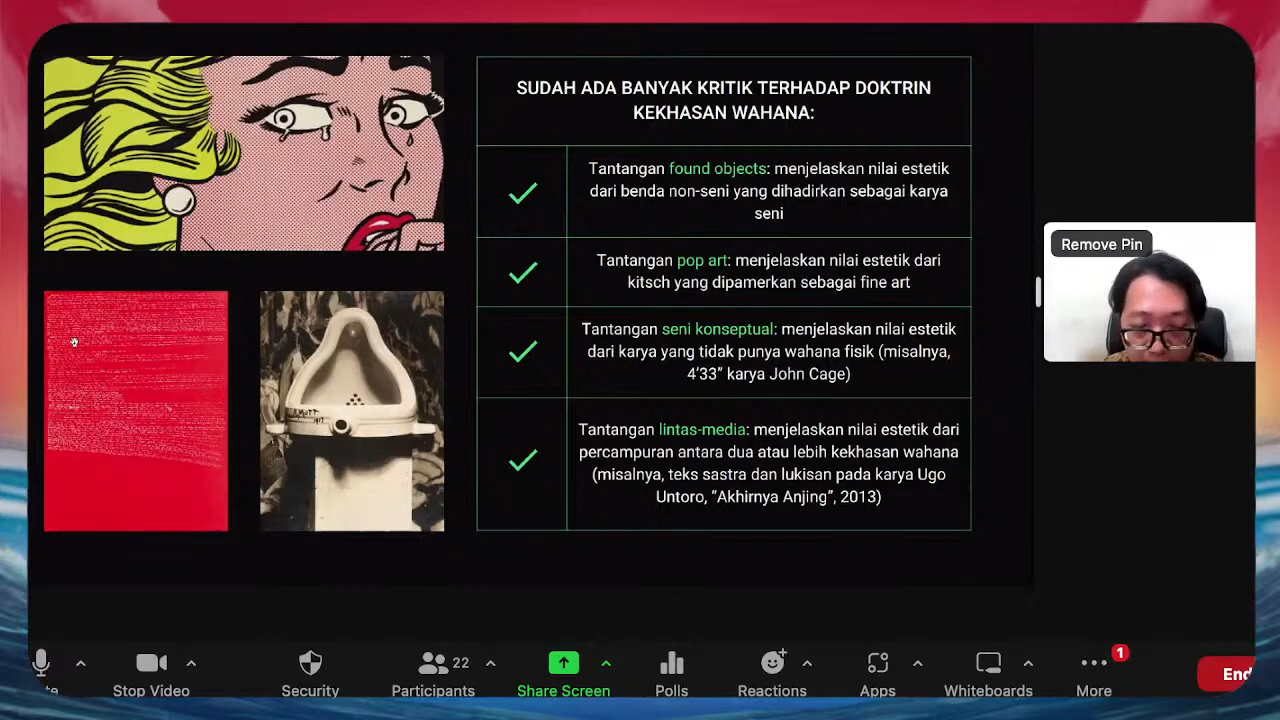 SUDAH ADA BANYAK KRITIK TERHADAP DOKTRIN
KEKHASAN WAHANA:
Tantangan found objects: menjelaskan nilai estetik
dari benda non-seni yang dihadirkan sebagai karya
seni
Tantangan pop art: menjelaskan nilai estetik dari
kitsch yang dipamerkan sebagai fine art
Tantangan seni konseptual: menjelaskan nilai estetik
dari karya yang tidak punya wahana fisik (misalnya,
4’33” karya John Cage)
Tantangan lintas-media: menjelaskan nilai estetik dari
percampuran antara dua atau lebih kekhasan wahana
(misalnya, teks sastra dan lukisan pada karya Ugo
Untoro, “Akhirnya Anjing”, 2013)
Remove Pin
22
1
Stop Video
Security
Participants
Share Screen
Polls
Reactions
Apps
Whiteboards
More
End